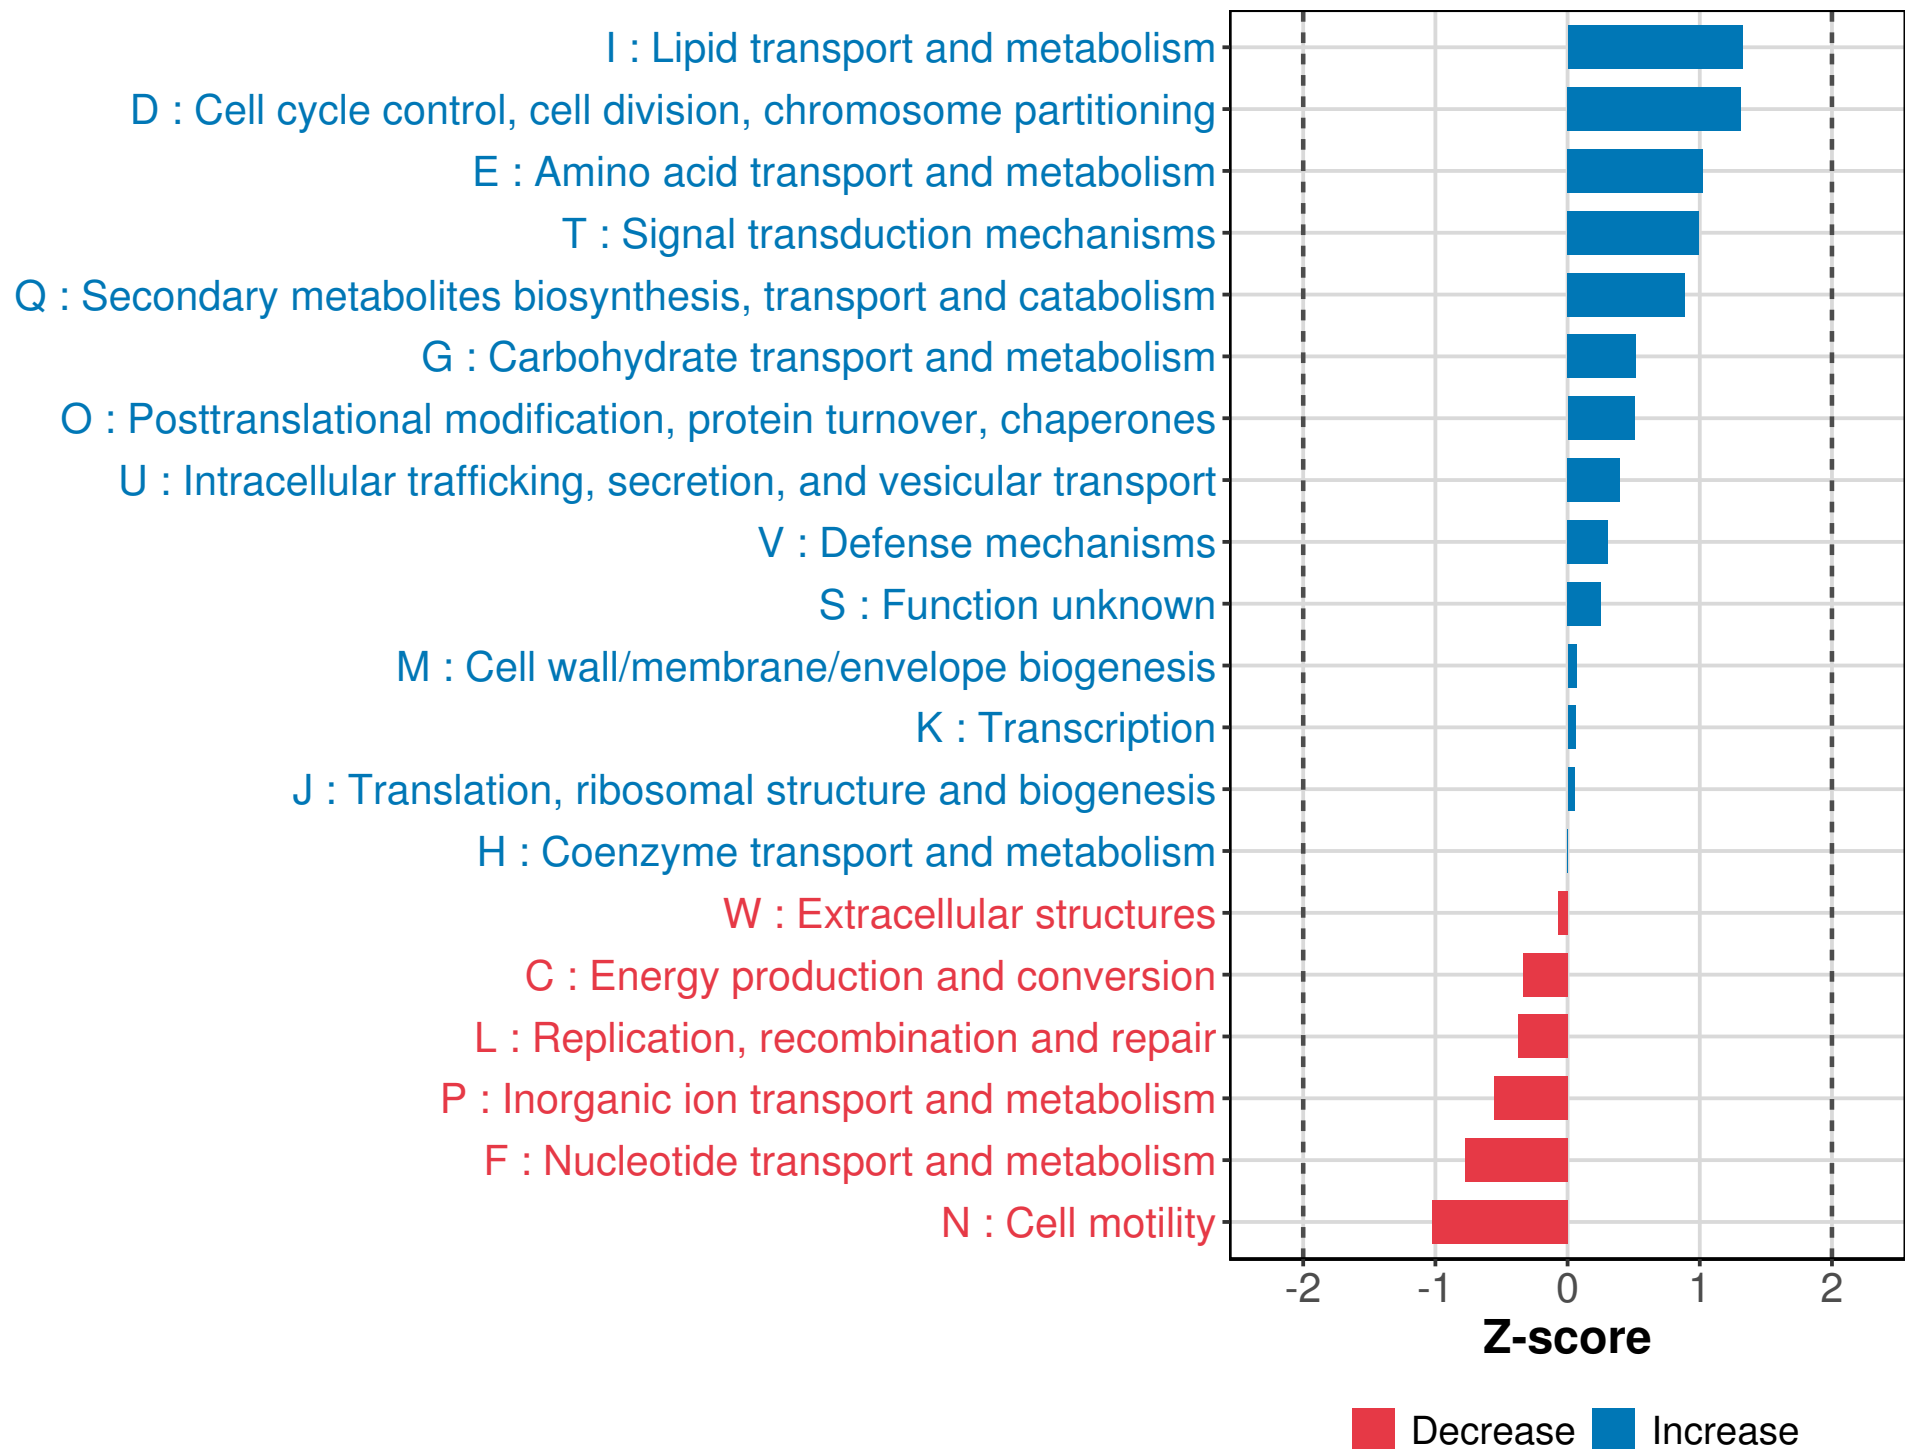 I : Lipid transport and metabolism
D : Cell cycle control, cell division, chromosome partitioning
E : Amino acid transport and metabolism
T : Signal transduction mechanisms
Q : Secondary metabolites biosynthesis, transport and catabolism
G : Carbohydrate transport and metabolism
O : Posttranslational modification, protein turnover, chaperones
U : Intracellular trafficking, secretion, and vesicular transport
V : Defense mechanisms
S : Function unknown
M : Cell wall/membrane/envelope biogenesis
K : Transcription
J : Translation, ribosomal structure and biogenesis
H : Coenzyme transport and metabolism
W : Extracellular structures
C : Energy production and conversion
L : Replication, recombination and repair
P : Inorganic ion transport and metabolism
F : Nucleotide transport and metabolism
N : Cell motility
-2 -1 0 1 2
Z-score
Decrease Increase